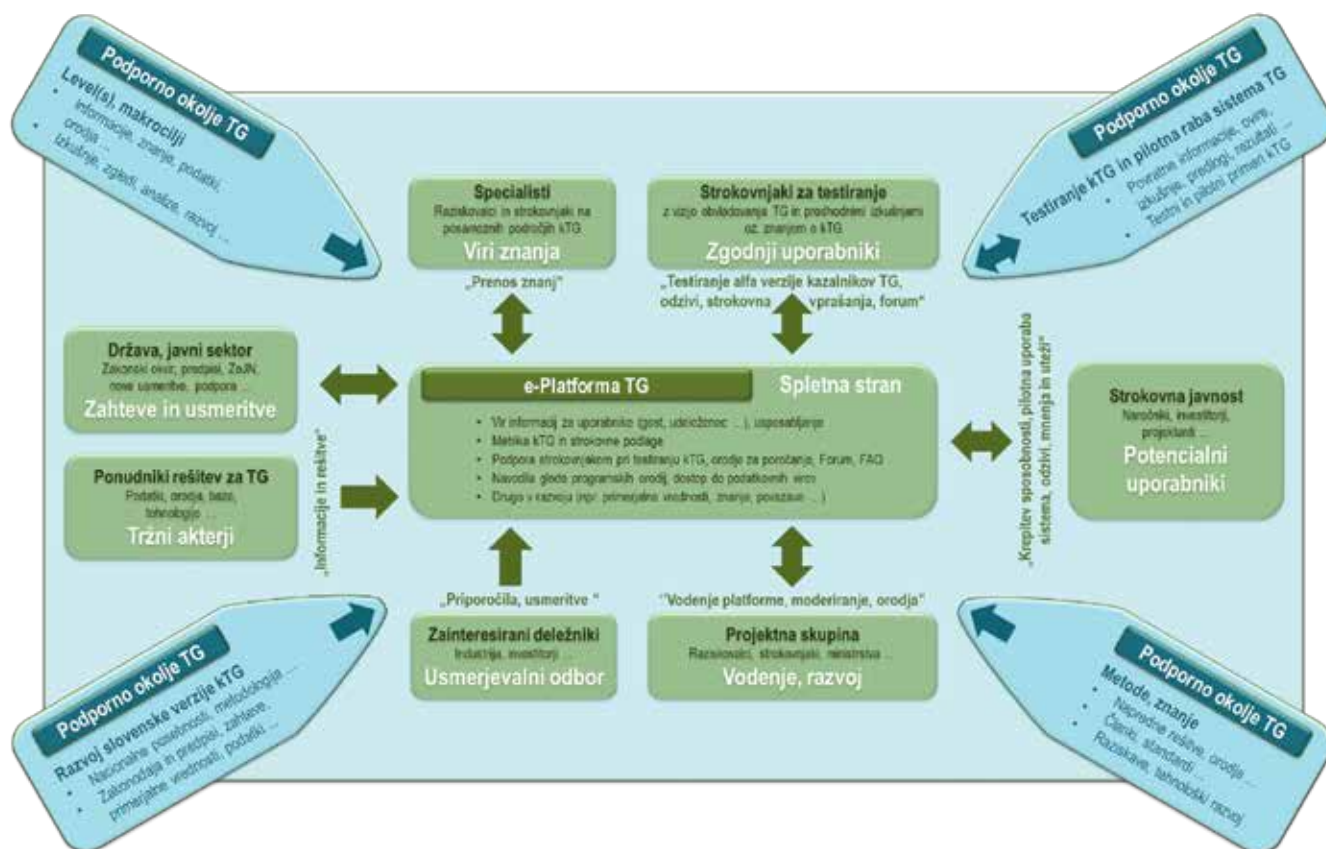 Podporno okolje TG
Level(s), makrocilji
• Informacije, znanje, podatki,
orodja ...
• Izkušnje, zgledi, analize, razvoj ...
Podporno okolje TG
Testiranje kTG in pilotna raba sistema TG
• Povratne informacije, ovire,
izkušnje, predlogi, rezultati ...
• Testni in pilotni primeri kTG
Specialisti
Raziskovalci in strokovnjaki na
posameznih področjih kTG
Viri znanja
„Prenos znanj“
Strokovnjaki za testiranje
z vizijo obvladovanja TG in predhodnimi izkušnjami
oz. znanjem o kTG
Zgodnji uporabniki
„Testiranje alfa verzije kazalnikov TG,
odzivi, strokovna vprašanja, forum“
Država, javni sektor
Zakonski okvir, predpisi, ZeJN,
nove usmeritve, podpora ...
Zahteve in usmeritve
Ponudniki rešitev za TG
Podatki, orodja, baze,
tehnologije ...
Tržni akterji
„Informacije in rešitve“
e-Platforma TG
Spletna stran
• Vir informacij za uporabnike (gost, udeleženec ...), usposabljanje
• Metrika kTG in strokovne podlage
• Podpora strokovnjakom pri testiranju kTG, orodje za poročanje, Forum, FAQ
• Navodila glede programskih orodij, dostop do podatkovnih virov
• Drugo v razvoju (npr. primerjalne vrednosti, znanje, povezave ... )
„Krepitev sposobnosti, pilotna uporaba
sistema, odzivi, mnenja in uteži“
Strokovna javnost
Naročniki, investitorji,
projektanti ...
Potencialni
uporabniki
„Priporočila, usmeritve “
Zainteresirani deležniki
Industrija, investitorji ...
Usmerjevalni odbor
“Vodenje platforme, moderiranje, orodja“
Projektna skupina
Raziskovalci, strokovnjaki, ministrstva ...
Vodenje, razvoj
Podporno okolje TG
Razvoj slovenske verzije kTG
• Nacionalne posebnosti, metodologija ...
• Zakonodaja in predpisi, zahteve,
primerjalne vrednosti, podatki ...
Podporno okolje TG
Metode, znanje
• Napredne rešitve, orodja ...
• Članki, standardi ...
• Raziskave, tehnološki razvoj